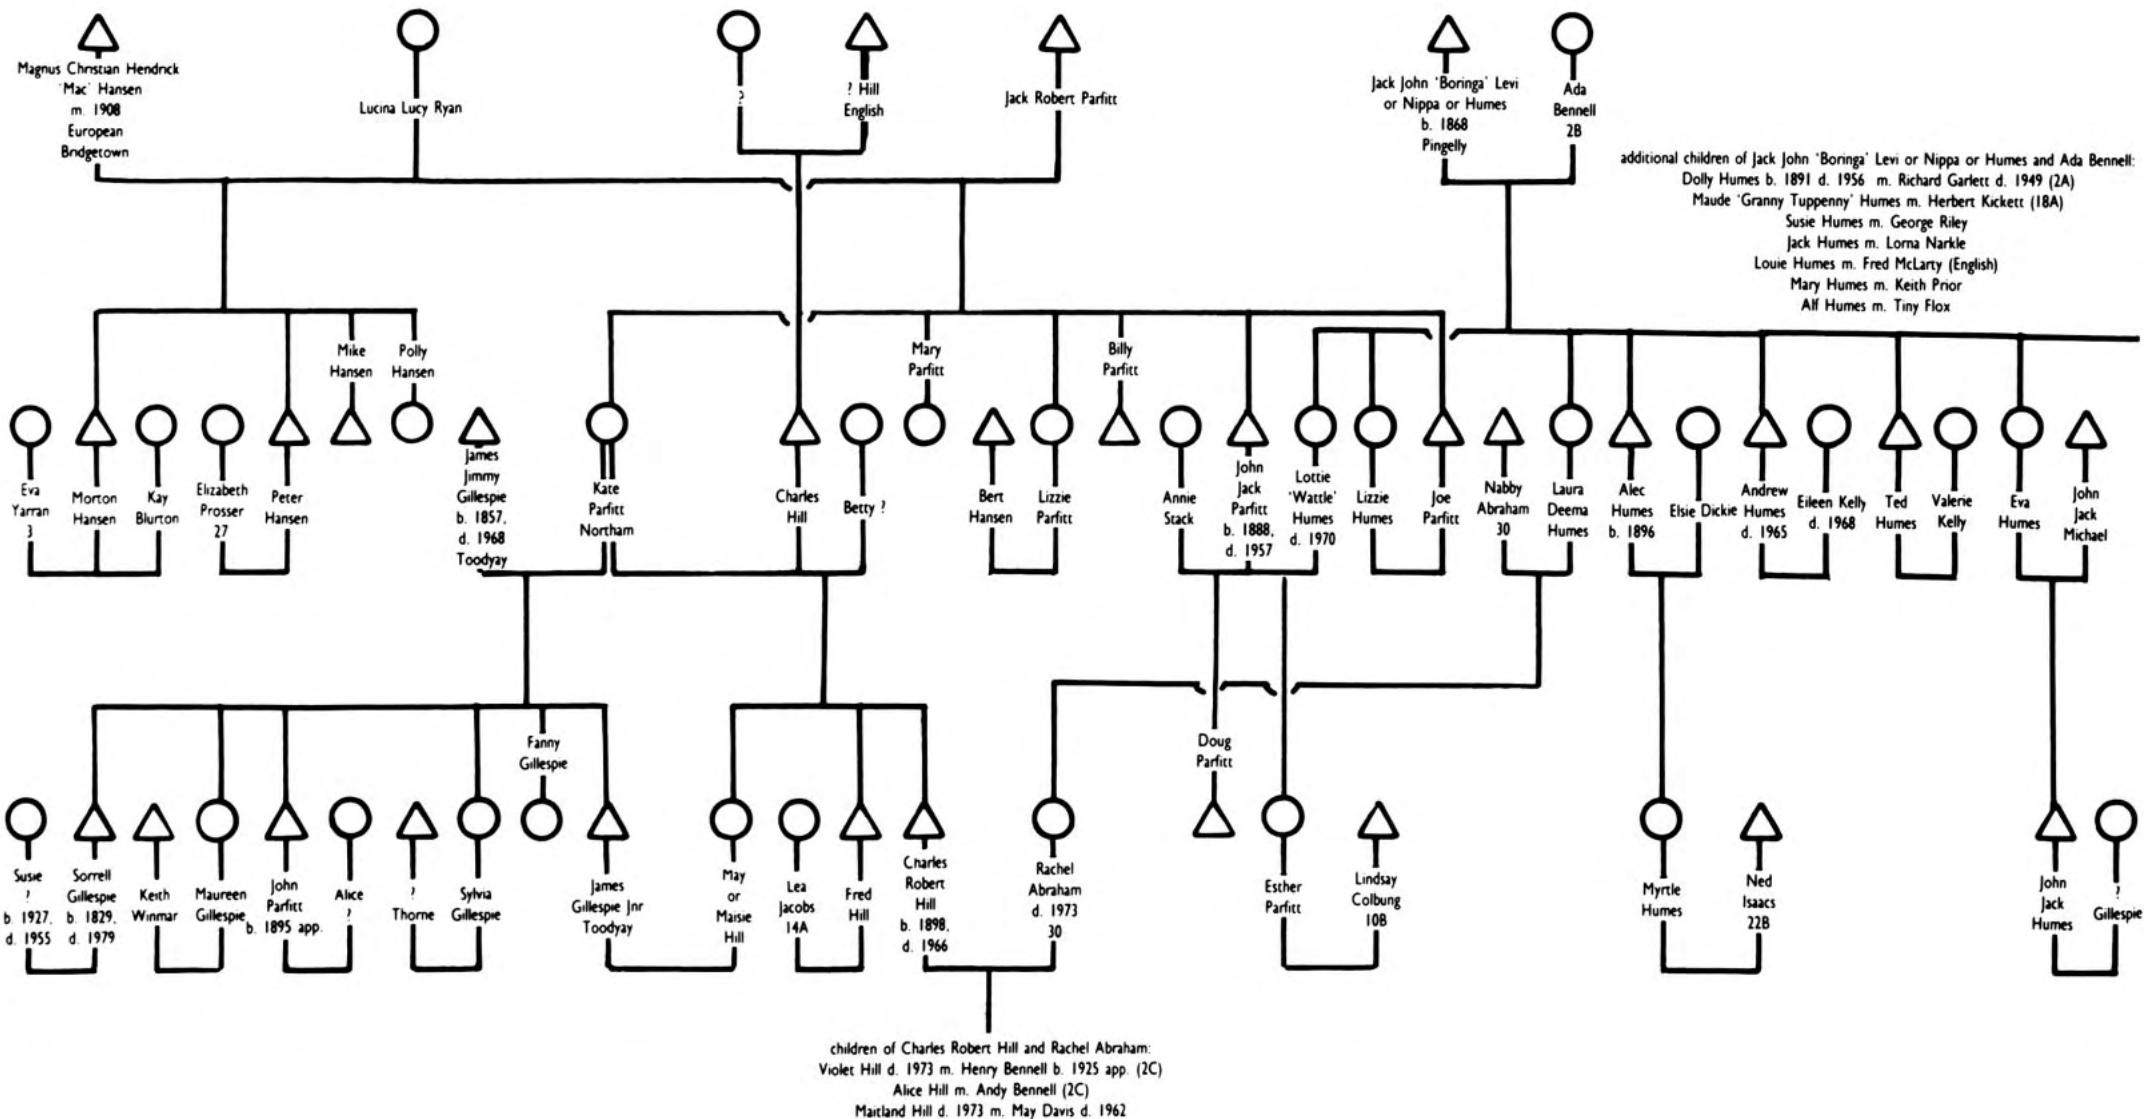 Magnus Christian Hendrick
'Mac' Hansen
m. 1908
European
Bridgetown
Lucina Lucy Ryan
?
? Hill
English
Jack Robert Parfitt
Jack John 'Boringa' Levi
or Nippa or Humes
b. 1868
Pingelly
Ada
Bennell
2B
additional children of Jack John 'Boringa' Levi or Nippa or Humes and Ada Bennell:
Dolly Humes b. 1891 d. 1956 m. Richard Garlett d. 1949 (2A)
Maude 'Granny Tuppenny' Humes m. Herbert Kickett (18A)
Susie Humes m. George Riley
Jack Humes m. Lorna Narkle
Louie Humes m. Fred McLarty (English)
Mary Humes m. Keith Prior
Alf Humes m. Tiny Flox
Mike
Hansen
Polly
Hansen
Mary
Parfitt
Billy
Parfitt
Eva
Yarran
3
Morton
Hansen
Kay
Blurton
Elizabeth
Prosser
27
Peter
Hansen
James
Jimmy
Gillespie
b. 1857,
d. 1968
Toodyay
Kate
Parfitt
Northam
Charles
Hill
Betty ?
Bert
Hansen
Lizzie
Parfitt
Annie
Stack
John
Jack
Parfitt
b. 1888,
d. 1957
Lottie
'Wattle'
Humes
d. 1970
Lizzie
Humes
Joe
Parfitt
Nabby
Abraham
30
Laura
Deema
Humes
Alec
Humes
b. 1896
Elsie Dickie
Andrew
Humes
d. 1965
Eileen Kelly
d. 1968
Ted
Humes
Valerie
Kelly
Eva
Humes
John
Jack
Michael
Fanny
Gillespie
Doug
Parfitt
Susie
?
b. 1927,
d. 1955
Sorrell
Gillespie
b. 1829,
d. 1979
Keith
Winmar
Maureen
Gillespie
John
Parfitt
b. 1895 app.
Alice
?
?
Thorne
Sylvia
Gillespie
James
Gillespie Jnr
Toodyay
May
or
Maisie
Hill
Lea
Jacobs
14A
Fred
Hill
Charles
Robert
Hill
b. 1898,
d. 1966
Rachel
Abraham
d. 1973
30
Esther
Parfitt
Lindsay
Colbung
10B
Myrtle
Humes
Ned
Isaacs
22B
John
Jack
Humes
?
Gillespie
children of Charles Robert Hill and Rachel Abraham:
Violet Hill d. 1973 m. Henry Bennell b. 1925 app. (2C)
Alice Hill m. Andy Bennell (2C)
Maitland Hill d. 1973 m. May Davis d. 1962